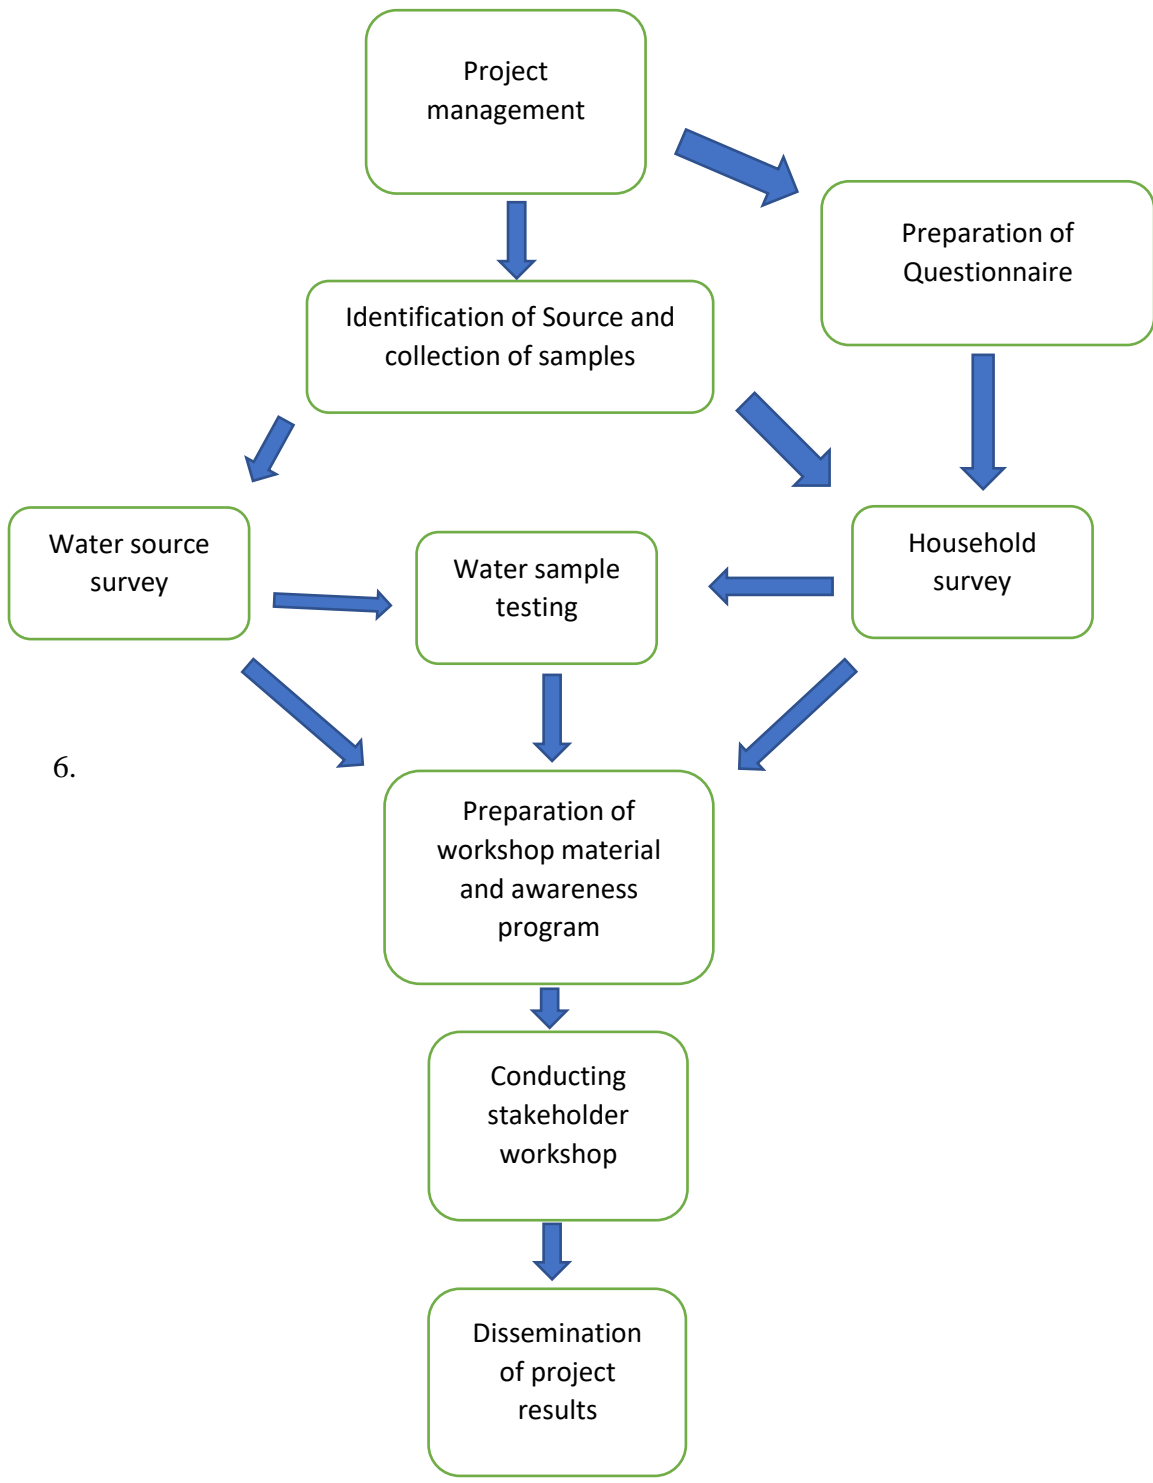 Project
management
Preparation of
Questionnaire
Identification of Source and
collection of samples
Water source
survey
Water sample
testing
Household
survey
6.
Preparation of
workshop material
and awareness
program
Conducting
stakeholder
workshop
Dissemination
of project
results